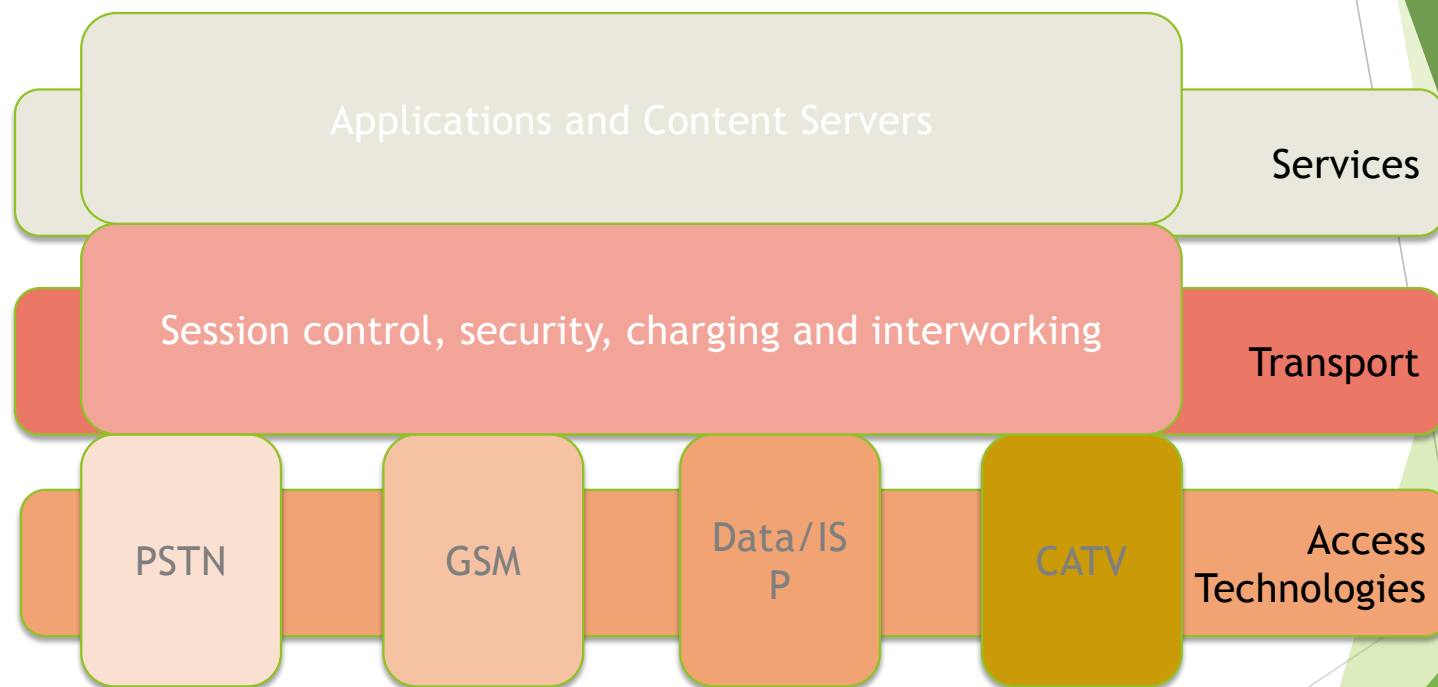 Applications and Content Servers
Services
Session control, security, charging and interworking
Transport
PSTN
GSM
Data/IS
P
CATV
Access
Technologies